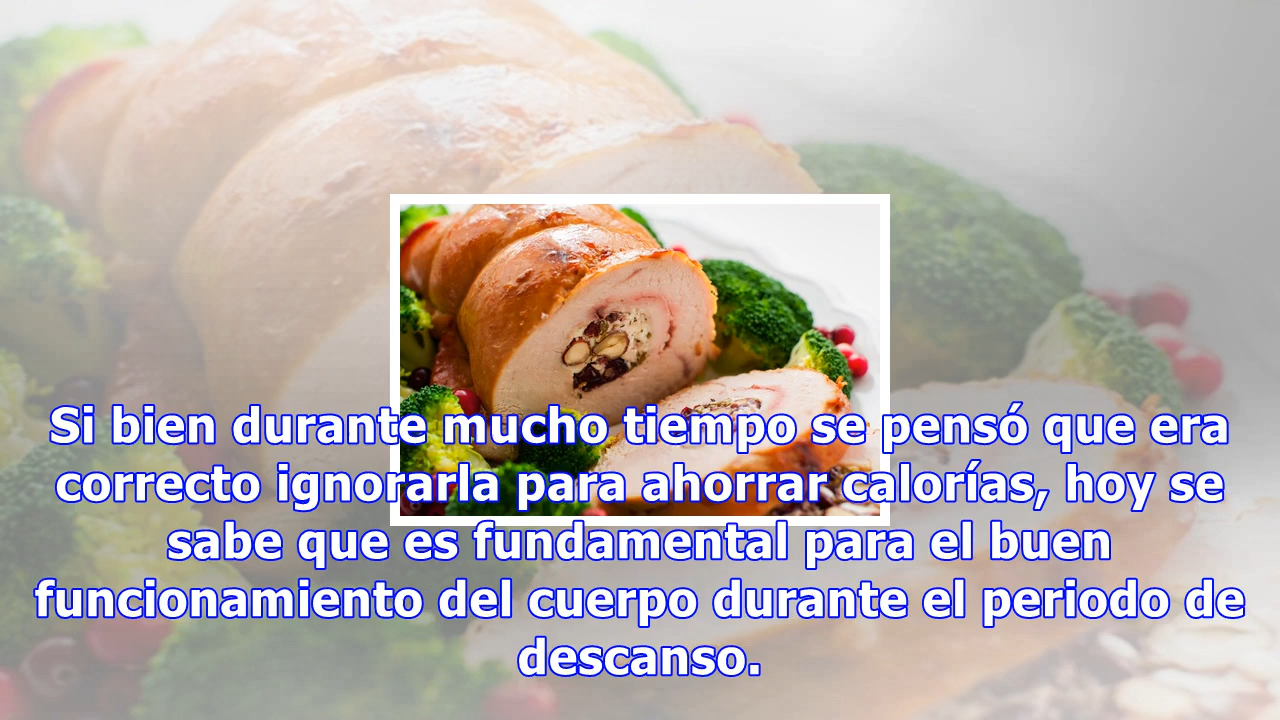 Si bien durante mucho tiempo se pensó que era
correcto ignorarla para ahorrar calorías, hoy se
sabe que es fundamental para el buen
funcionamiento del cuerpo durante el periodo de
descanso.